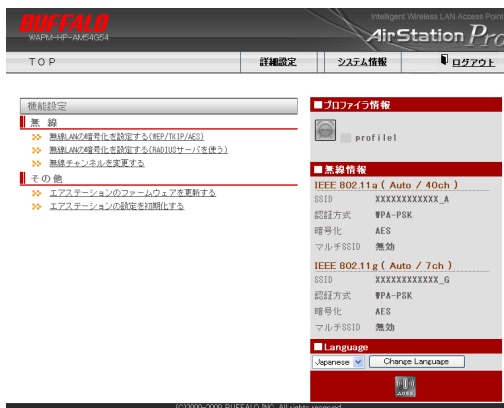 BUFFALO
WAPM-HP-AM54G54
Intelligent Wireless LAN Access Point
AirStation Pro
TOP
詳細設定
システム情報
ログアウト
機能設定
無 線
無線LANの暗号化を設定する(WEP/TKIP/AES)
無線LANの暗号化を設定する(RADIUSサーバを使う)
無線チャンネルを変更する
その他
エアステーションのファームウェアを更新する
エアステーションの設定を初期化する
■プロファイラ情報
profile1
■無線情報
IEEE 802.11a ( Auto / 40ch )
SSID XXXXXXXXXXXX_A
認証方式 WPA-PSK
暗号化 AES
マルチSSID 無効
IEEE 802.11g ( Auto / 7ch )
SSID XXXXXXXXXXXX_G
認証方式 WPA-PSK
暗号化 AES
マルチSSID 無効
■Language
Japanese
Change Language
AOSS
(C)2000-2009 BUFFALO INC. All rights reserved.